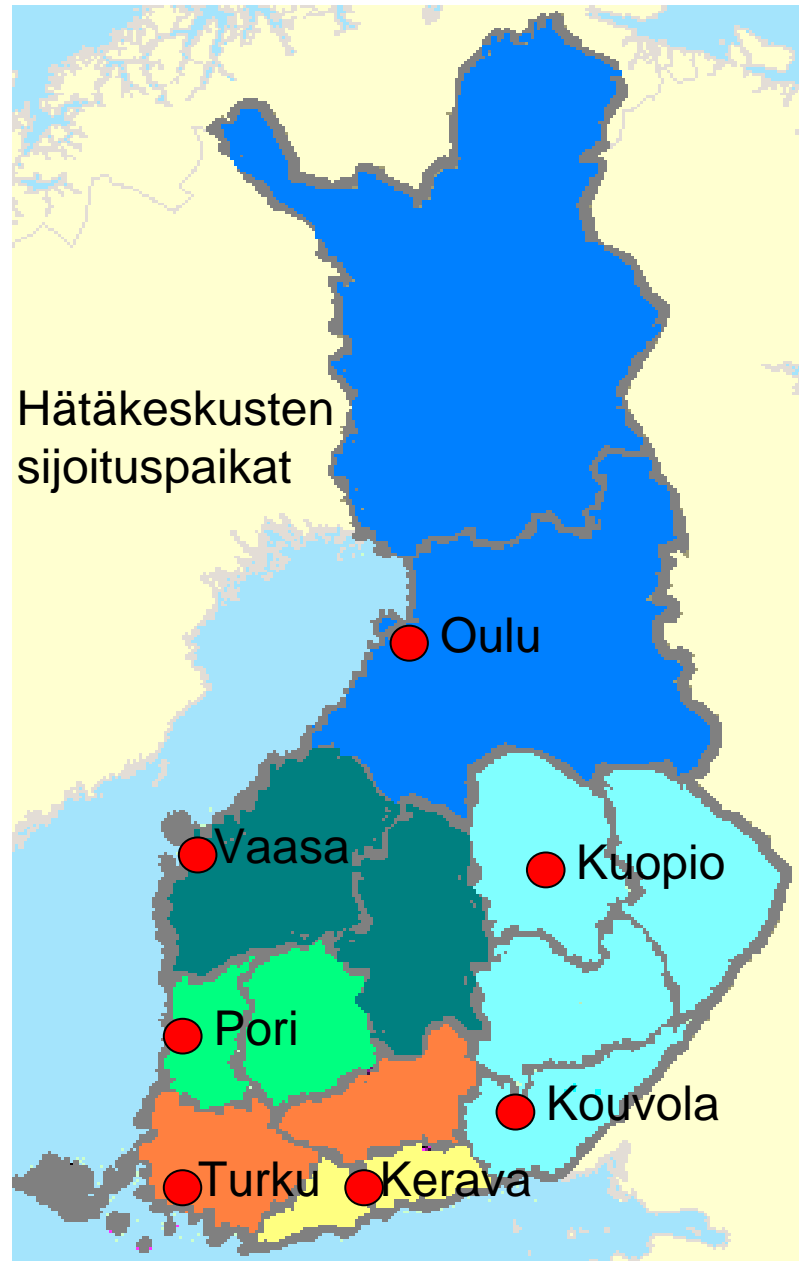 Hätäkeskusten
sijoituspaikat
Oulu
Vaasa
Kuopio
Pori
Kouvola
Turku
Kerava